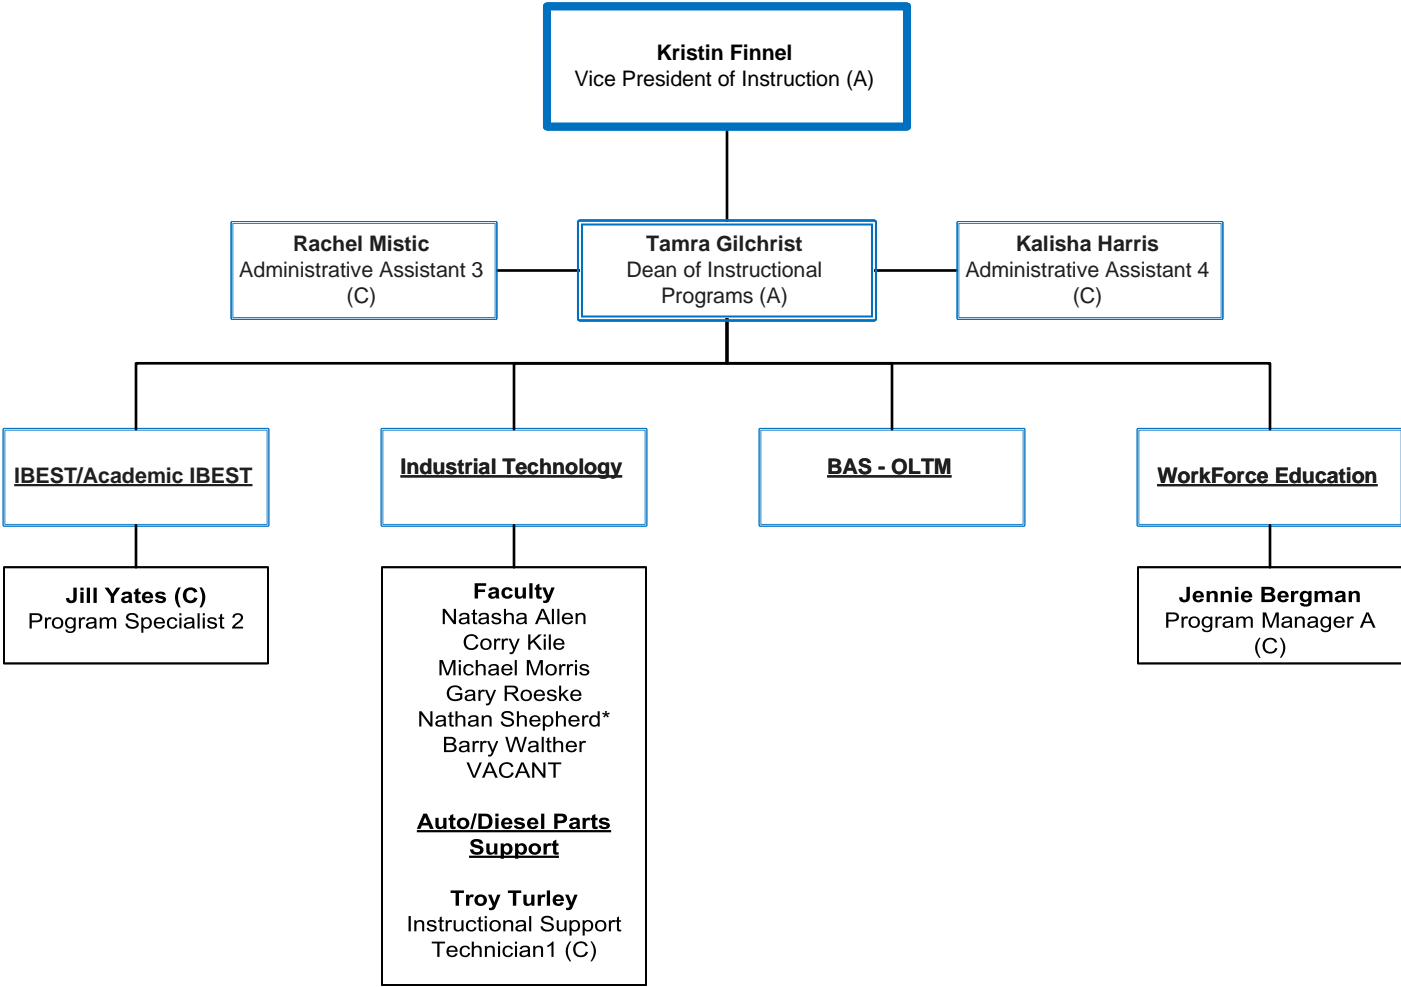 Kristin Finnel
Vice President of Instruction (A)
Rachel Mistic
Administrative Assistant 3
(C)
Tamra Gilchrist
Dean of Instructional
Programs (A)
Kalisha Harris
Administrative Assistant 4
(C)
IBEST/Academic IBEST
Industrial Technology
BAS - OLTM
WorkForce Education
Jill Yates (C)
Program Specialist 2
Faculty
Natasha Allen
Corry Kile
Michael Morris
Gary Roeske
Nathan Shepherd*
Barry Walther
VACANT
Auto/Diesel Parts
Support
Troy Turley
Instructional Support
Technician1 (C)
Jennie Bergman
Program Manager A
(C)